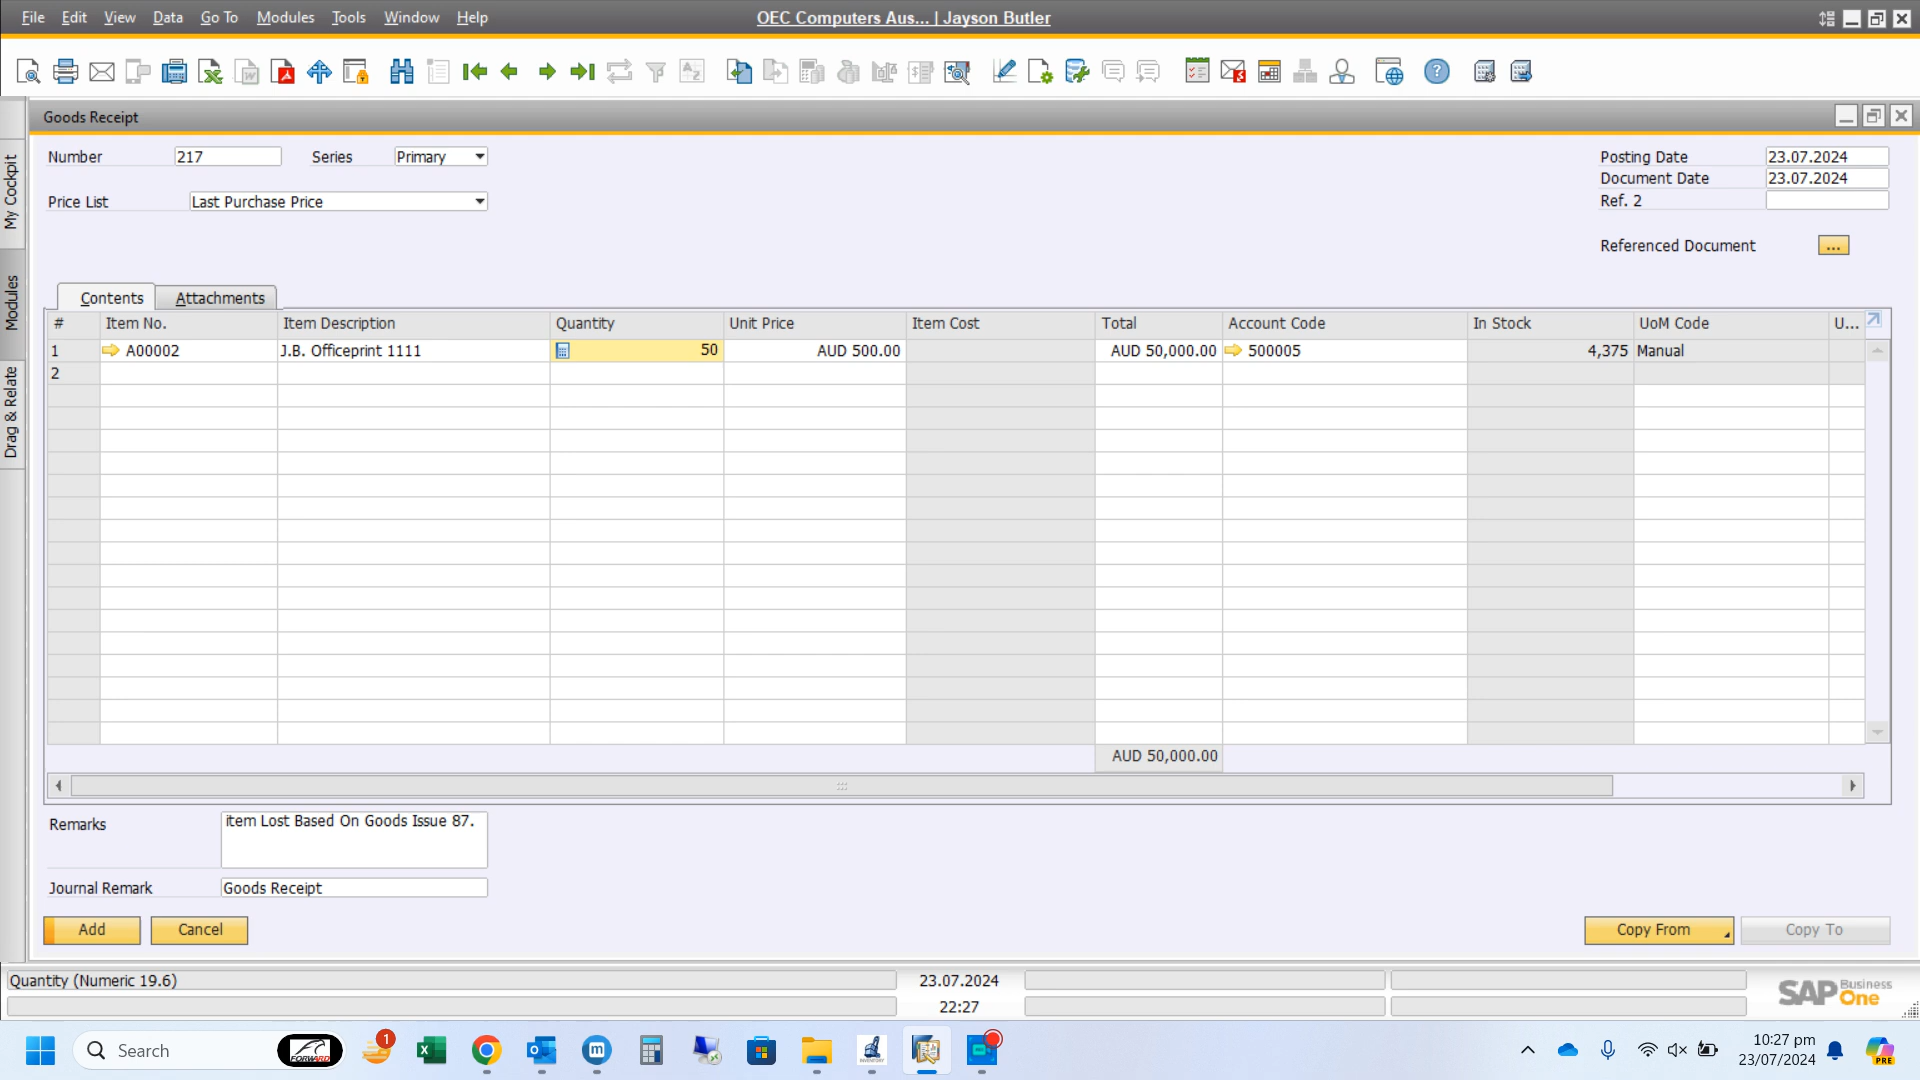 File Edit View Data Go To Modules Tools Window Help
OEC Computers Aus... | Jayson Butler
Goods Receipt
My Cockpit
Modules
Drag & Relate
Number 217 Series Primary
Price List Last Purchase Price
Posting Date 23.07.2024
Document Date 23.07.2024
Ref. 2
Referenced Document ...
Contents Attachments
# Item No. Item Description Quantity Unit Price Item Cost Total Account Code In Stock UoM Code U...
1 A00002 J.B. Officeprint 1111 50 AUD 500.00 AUD 50,000.00 500005 4,375 Manual
2
AUD 50,000.00
Remarks item Lost Based On Goods Issue 87.
Journal Remark Goods Receipt
Add Cancel Copy From Copy To
Quantity (Numeric 19.6) 23.07.2024
22:27
SAP Business One
Search FORWARD 1
10:27 pm
23/07/2024
PRE